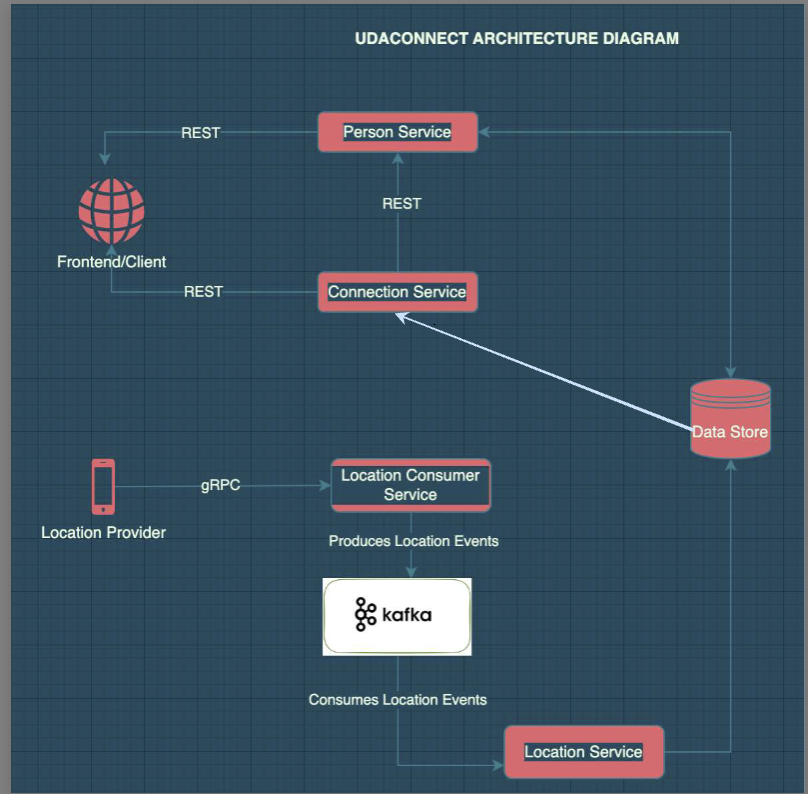 UDACONNECT ARCHITECTURE DIAGRAM
REST
Person Service
REST
Frontend/Client
REST
Connection Service
Data Store
gRPC
Location Consumer
Service
Location Provider
Produces Location Events
kafka
Consumes Location Events
Location Service